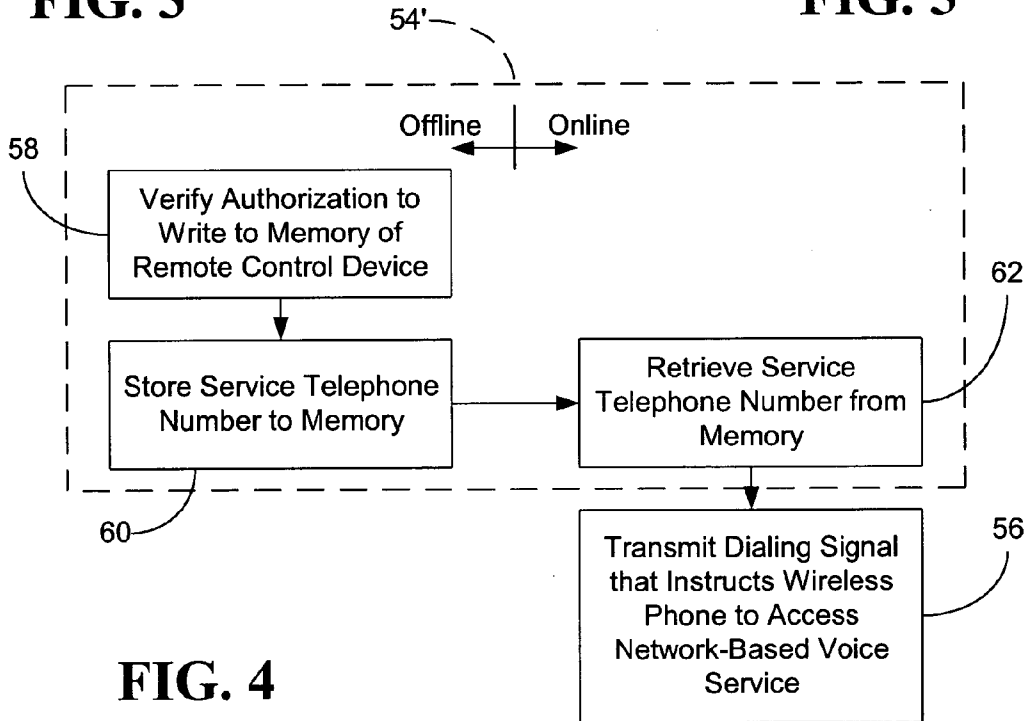 FIG. 3
FIG. 5
54'
Offline
Online
58
Verify Authorization to
Write to Memory of
Remote Control Device
62
Store Service Telephone
Number to Memory
Retrieve Service
Telephone Number from
Memory
60
56
Transmit Dialing Signal
that Instructs Wireless
Phone to Access
Network-Based Voice
Service
FIG. 4